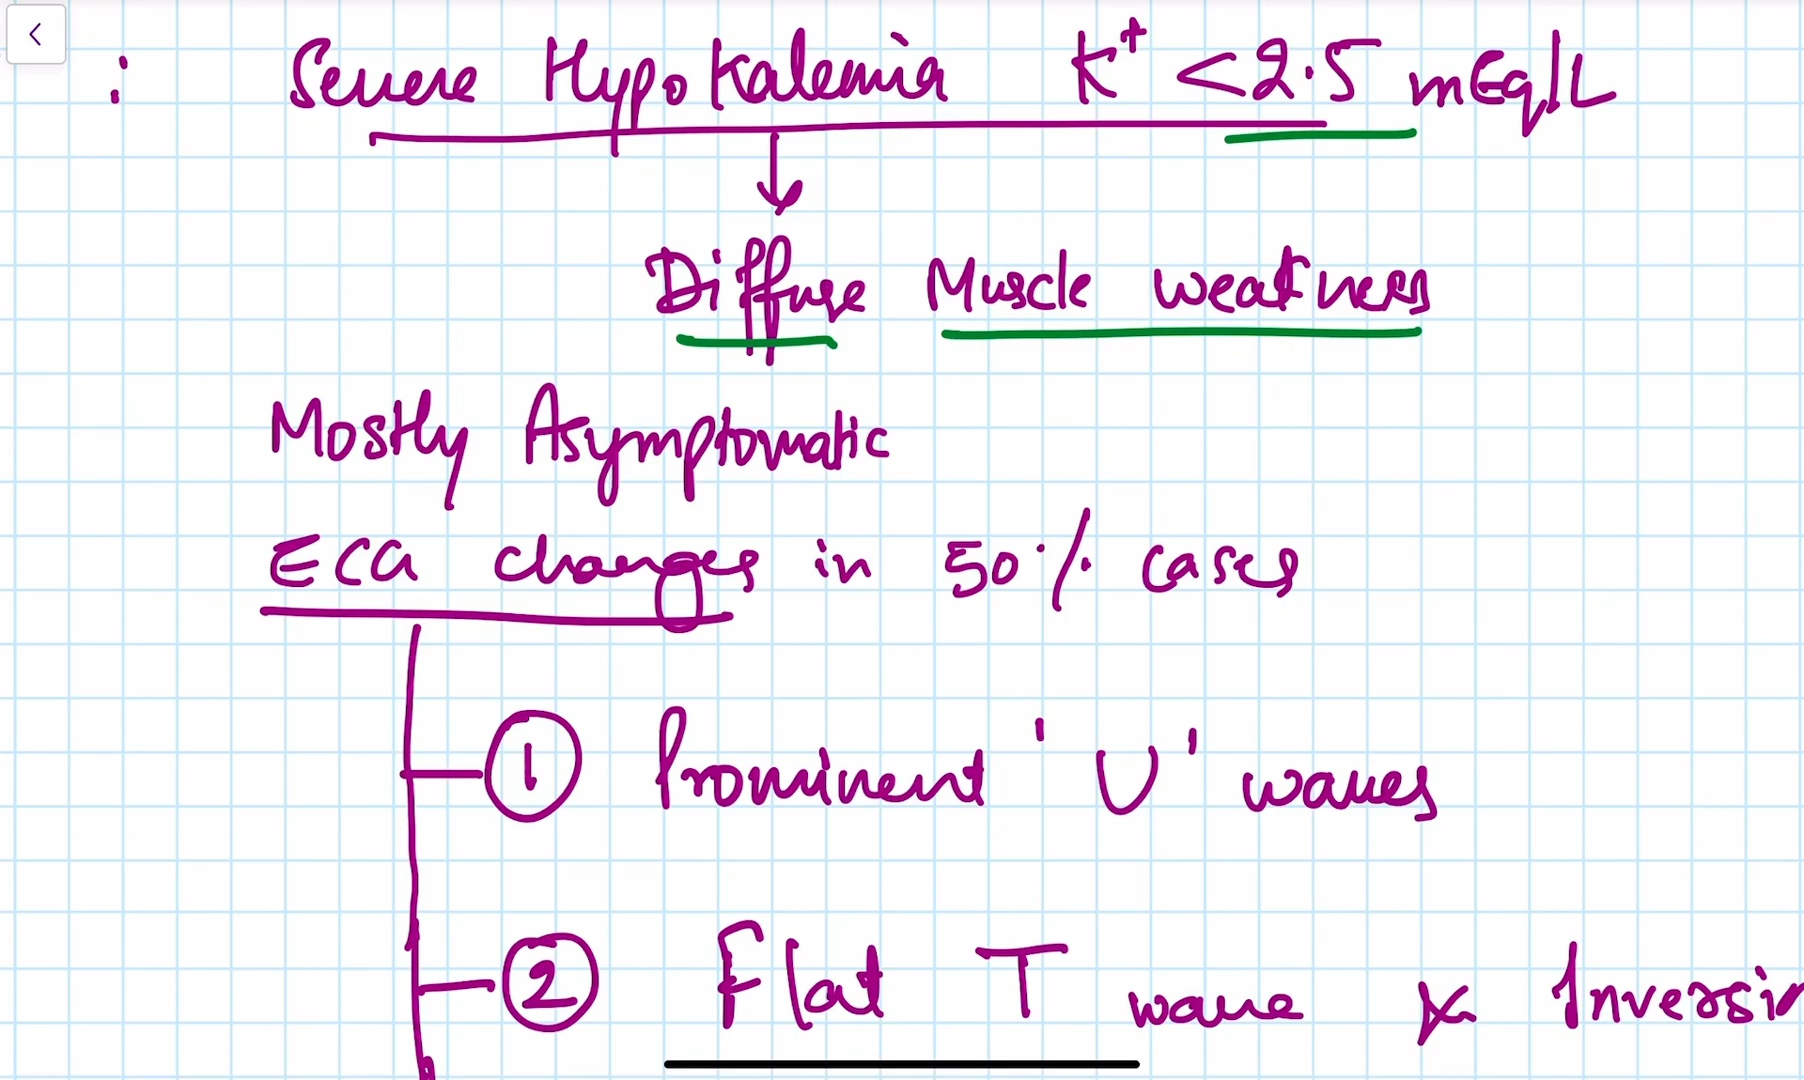 : Severe Hypokalemia K⁺ <2.5 mEq/L
Diffuse Muscle weakness
Mostly Asymptomatic
ECG changes in 50% cases
1 Prominent 'U' waves
2 Flat T wave & Inversi